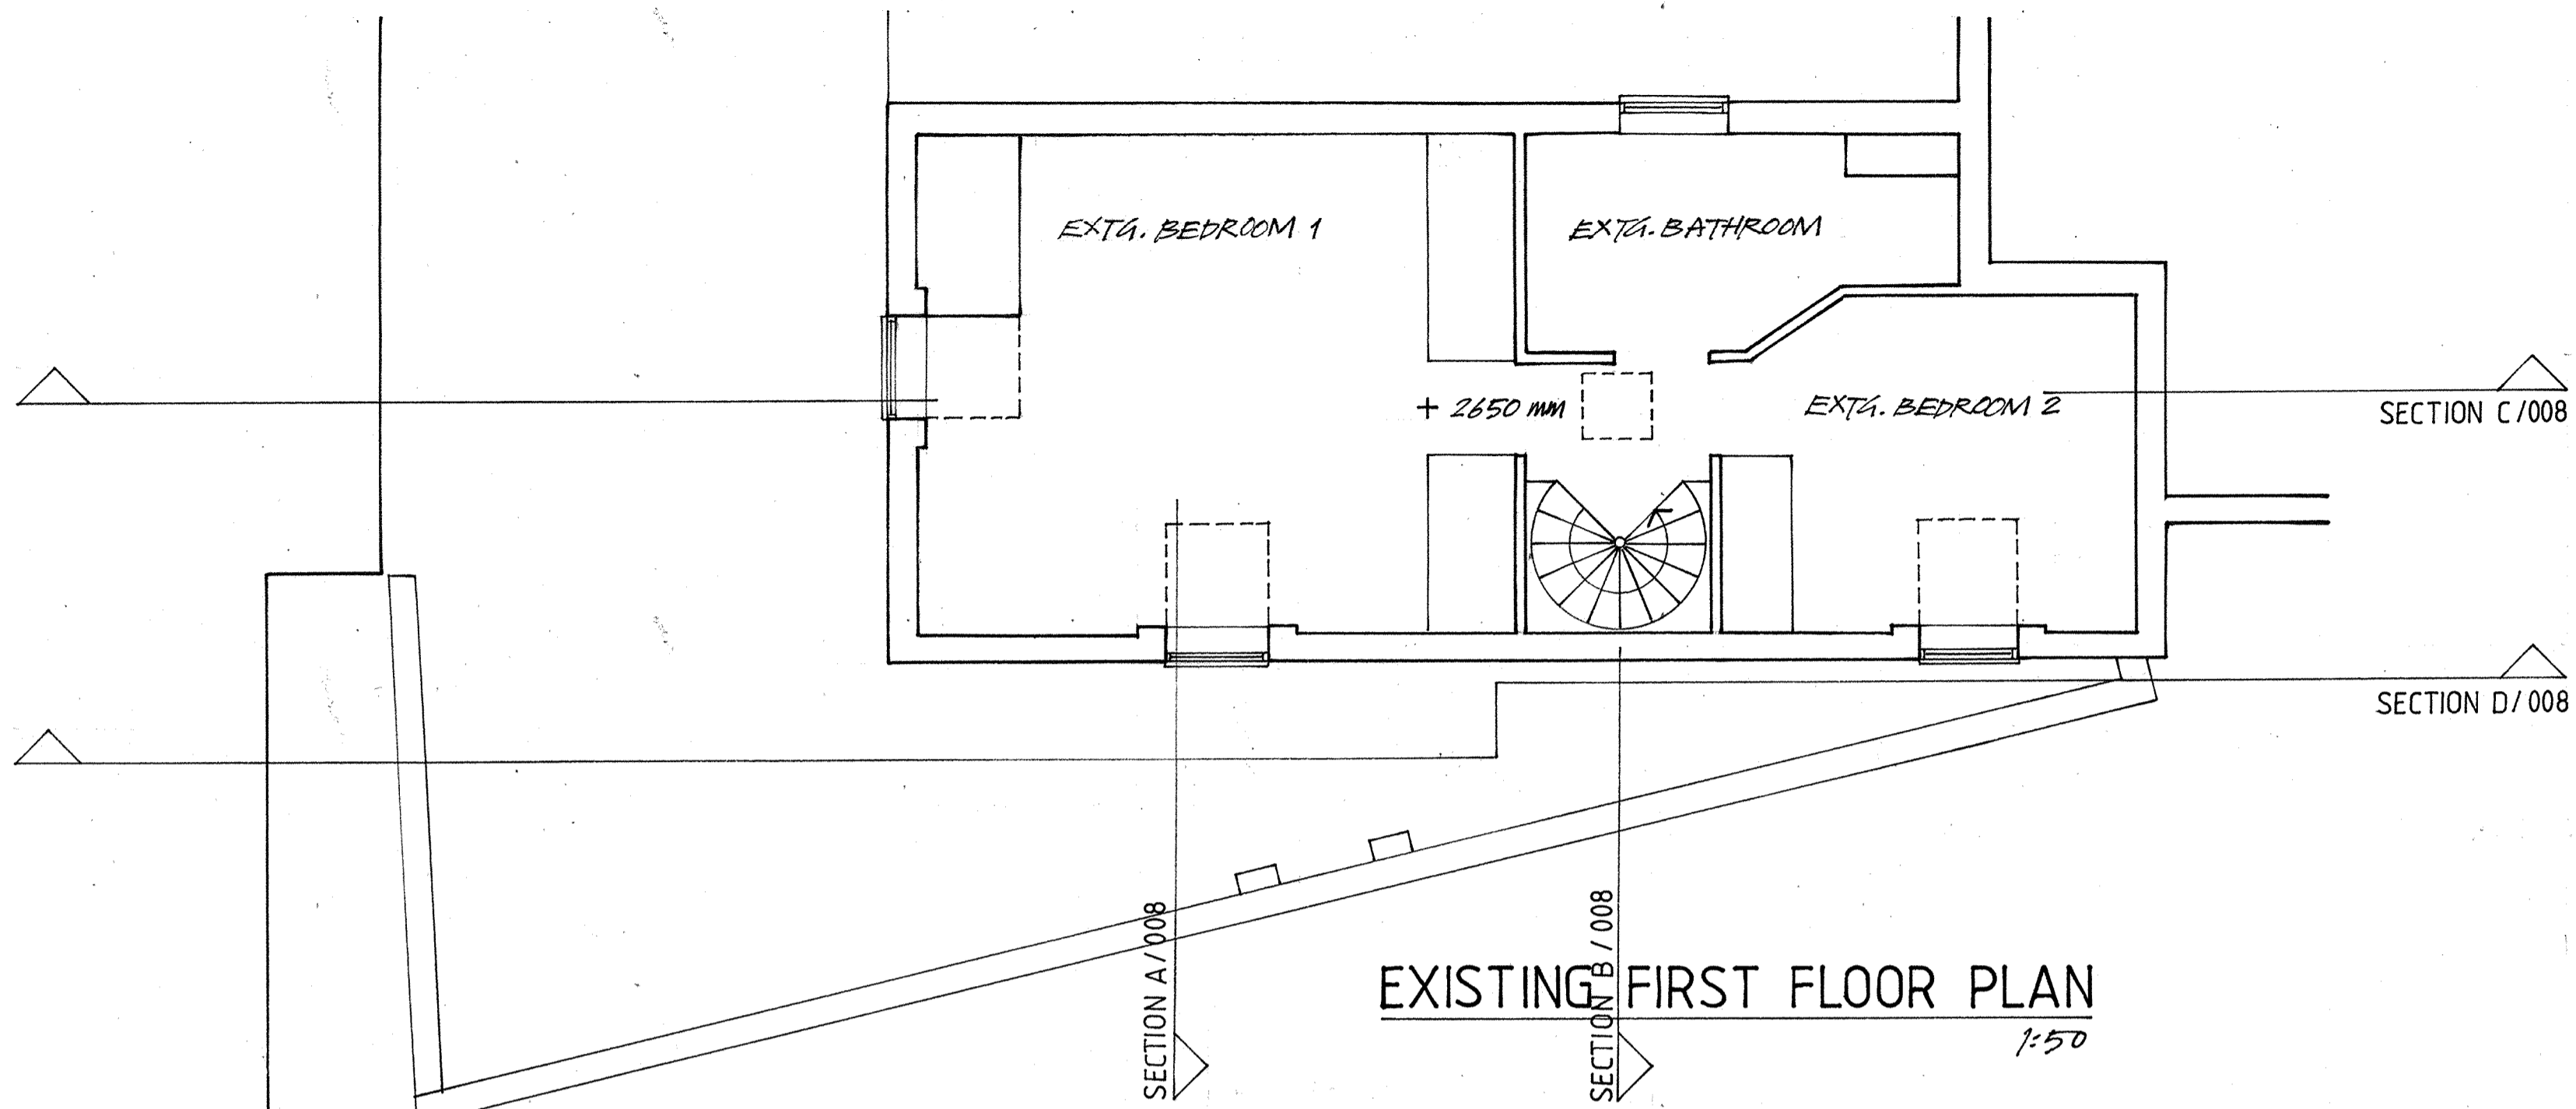 EXTG. BEDROOM 1
EXTG. BATHROOM
+ 2650 mm
EXTG. BEDROOM 2
SECTION C/008
SECTION D/008
SECTION A/008
SECTION B/008
EXISTING FIRST FLOOR PLAN
1:50